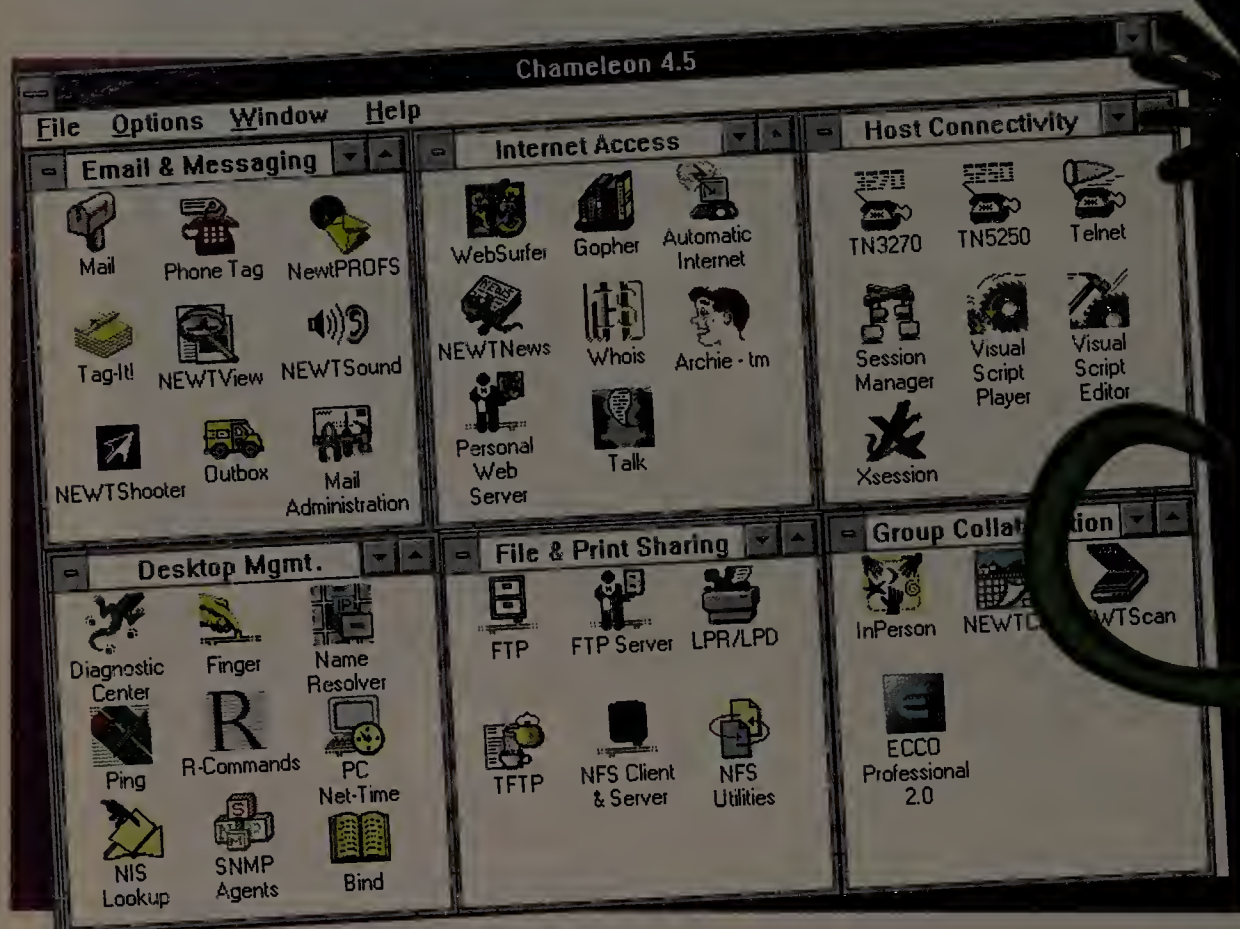 Chameleon 4.5
File Options Window Help
Email & Messaging
Mail
Phone Tag
NewtPROFS
Tag-It!
NEWTView
NEWTSound
NEWTShooter
Outbox
Mail
Administration
Internet Access
WebSurfer
Gopher
Automatic
Internet
NEWS
NEWTNews
Whois
Archie - tm
Personal
Web
Server
Talk
Host Connectivity
3270
TN3270
5250
TN5250
Telnet
Session
Manager
Visual
Script
Player
Visual
Script
Editor
Xsession
Desktop Mgmt.
Diagnostic
Center
Finger
Name
Resolver
Ping
R
R-Commands
PC
Net-Time
NIS
Lookup
SNMP
Agents
Bind
File & Print Sharing
FTP
FTP Server
LPR/LPD
TFTP
NFS Client
& Server
NFS
Utilities
Group
InPerson
ECCO
Professional
2.0